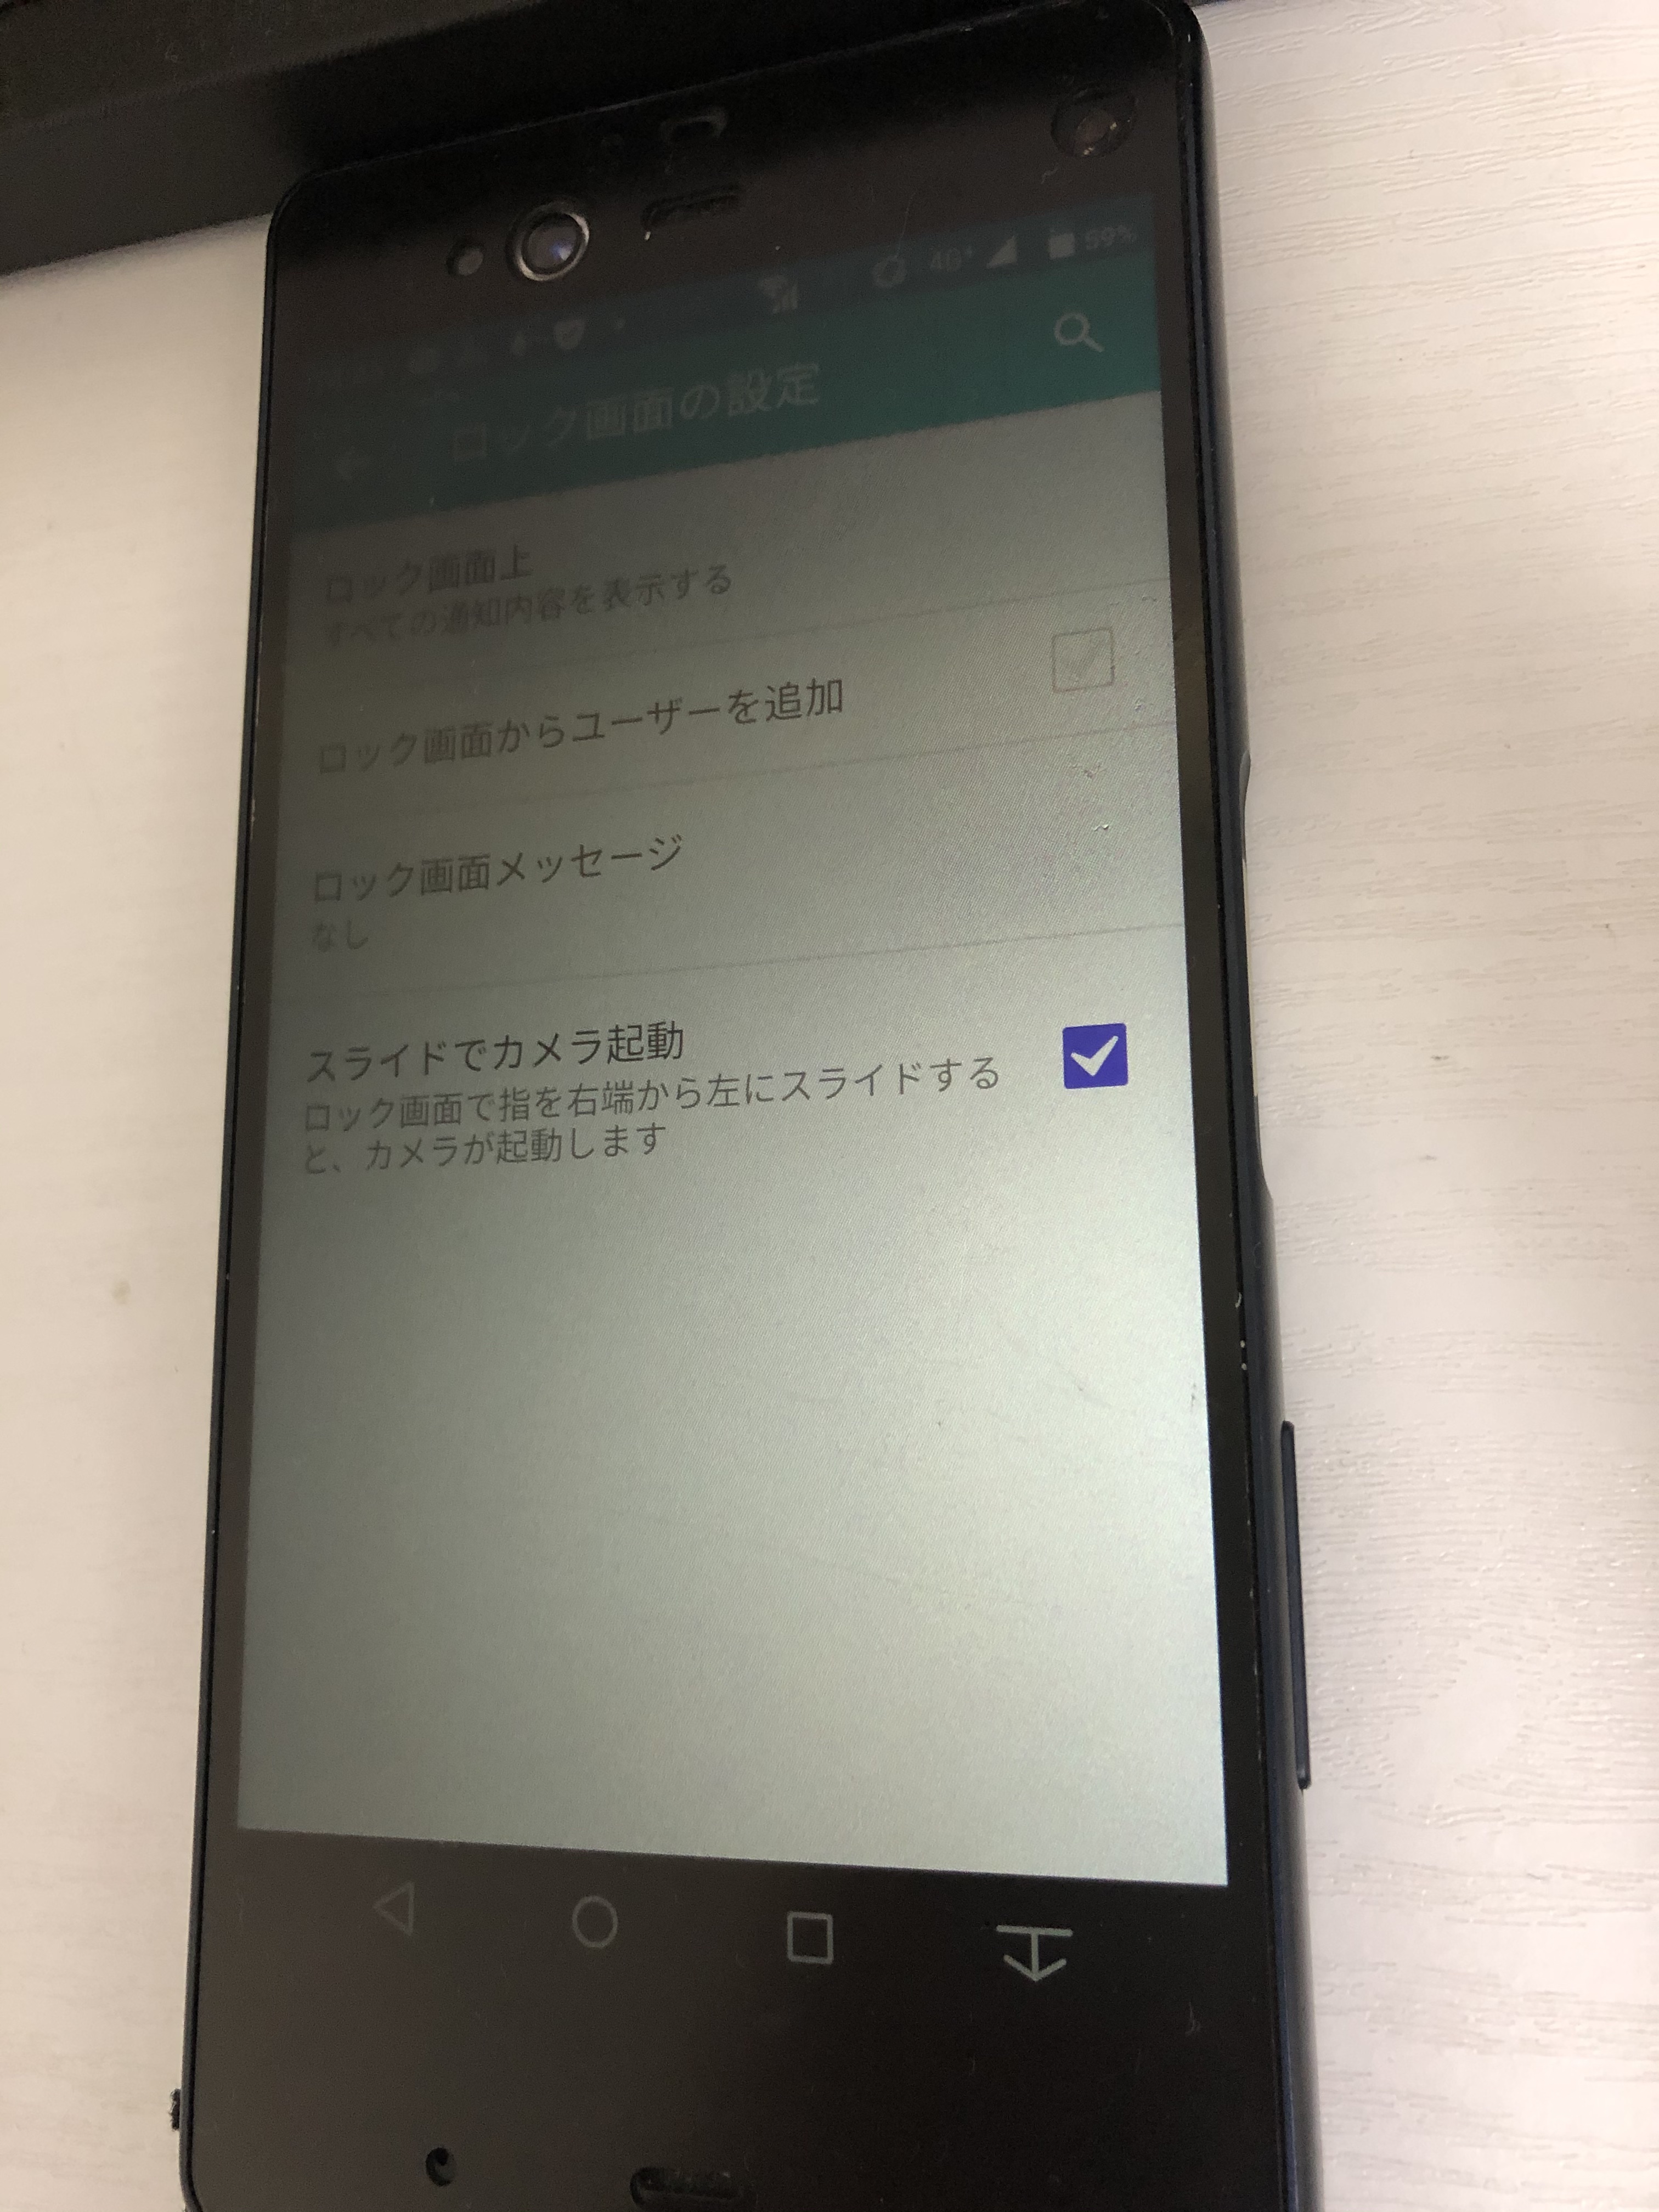 4G+ 59%
ロック画面の設定
ロック画面上
すべての通知内容を表示する
ロック画面からユーザーを追加
ロック画面メッセージ
なし
スライドでカメラ起動
ロック画面で指を右端から左にスライドする
と、カメラが起動します